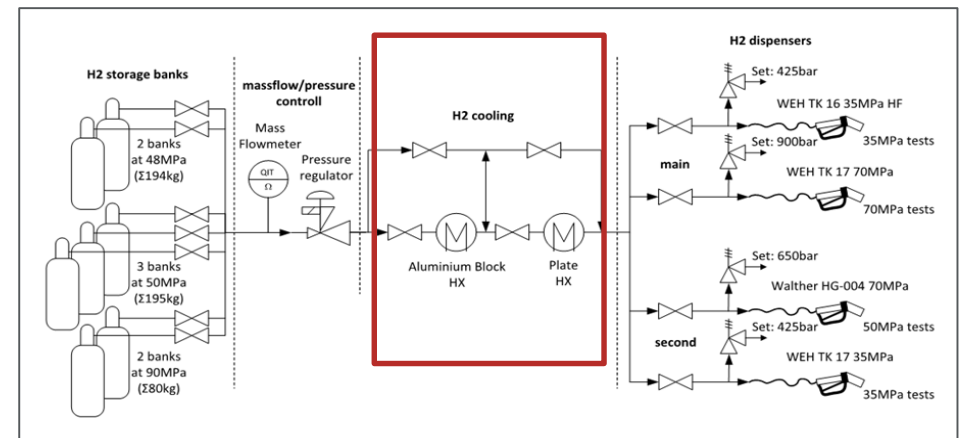 H2 storage banks
2 banks
at 48MPa
(Σ194kg)
3 banks
at 50MPa
(Σ195kg)
2 banks
at 90MPa
(Σ80kg)
massflow/pressure
controll
Mass
Flowmeter
QIT
Ω
Pressure
regulator
H2 cooling
M
Aluminium Block
HX
M
Plate
HX
H2 dispensers
main
Set: 425bar
WEH TK 16 35MPa HF
35MPa tests
Set: 900bar
WEH TK 17 70MPa
70MPa tests
second
Set: 650bar
Walther HG-004 70MPa
50MPa tests
Set: 425bar
WEH TK 17 35MPa
35MPa tests